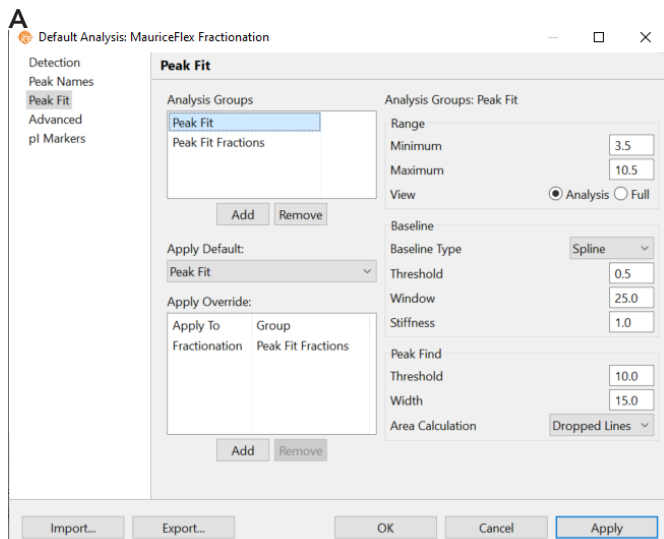 A
Default Analysis: MauriceFlex Fractionation
Detection
Peak Names
Peak Fit
Advanced
pI Markers
Peak Fit
Analysis Groups
Peak Fit
Peak Fit Fractions
Add Remove
Apply Default:
Peak Fit
Apply Override:
Apply To Group
Fractionation Peak Fit Fractions
Add Remove
Analysis Groups: Peak Fit
Range
Minimum 3.5
Maximum 10.5
View Analysis Full
Baseline
Baseline Type Spline
Threshold 0.5
Window 25.0
Stiffness 1.0
Peak Find
Threshold 10.0
Width 15.0
Area Calculation Dropped Lines
Import... Export... OK Cancel Apply